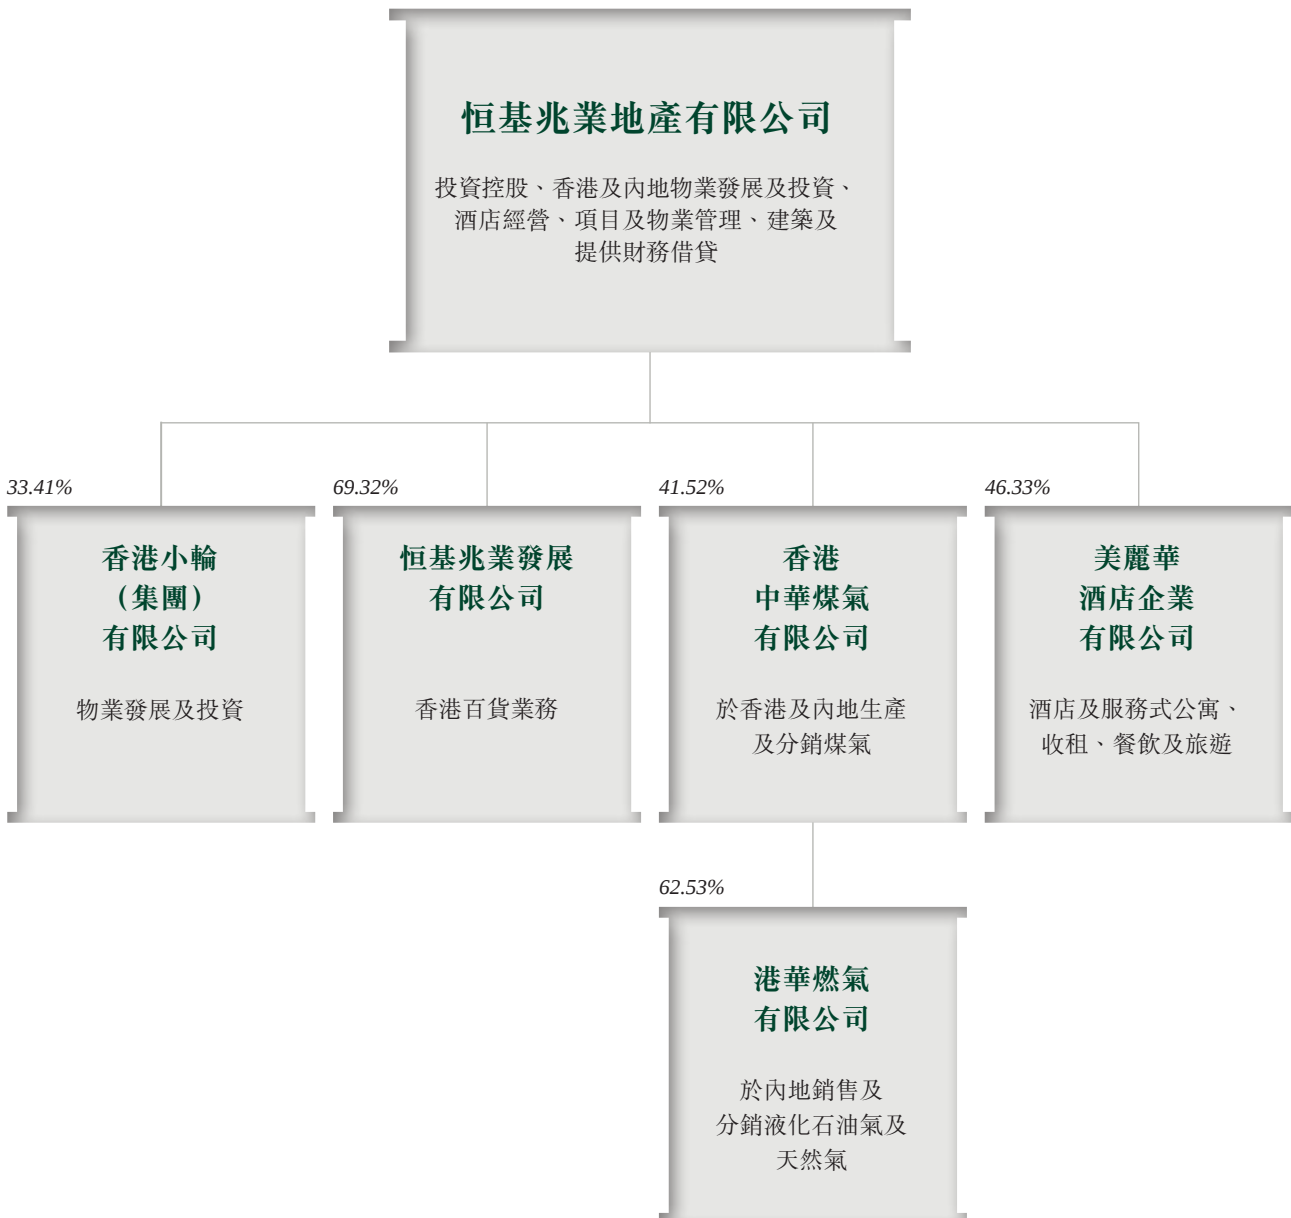 恒基兆業地產有限公司
投資控股、香港及內地物業發展及投資、
酒店經營、項目及物業管理、建築及
提供財務借貸
33.41%
香港小輪
（集團）
有限公司
物業發展及投資
69.32%
恒基兆業發展
有限公司
香港百貨業務
41.52%
香港
中華煤氣
有限公司
於香港及內地生產
及分銷煤氣
46.33%
美麗華
酒店企業
有限公司
酒店及服務式公寓、
收租、餐飲及旅遊
62.53%
港華燃氣
有限公司
於內地銷售及
分銷液化石油氣及
天然氣